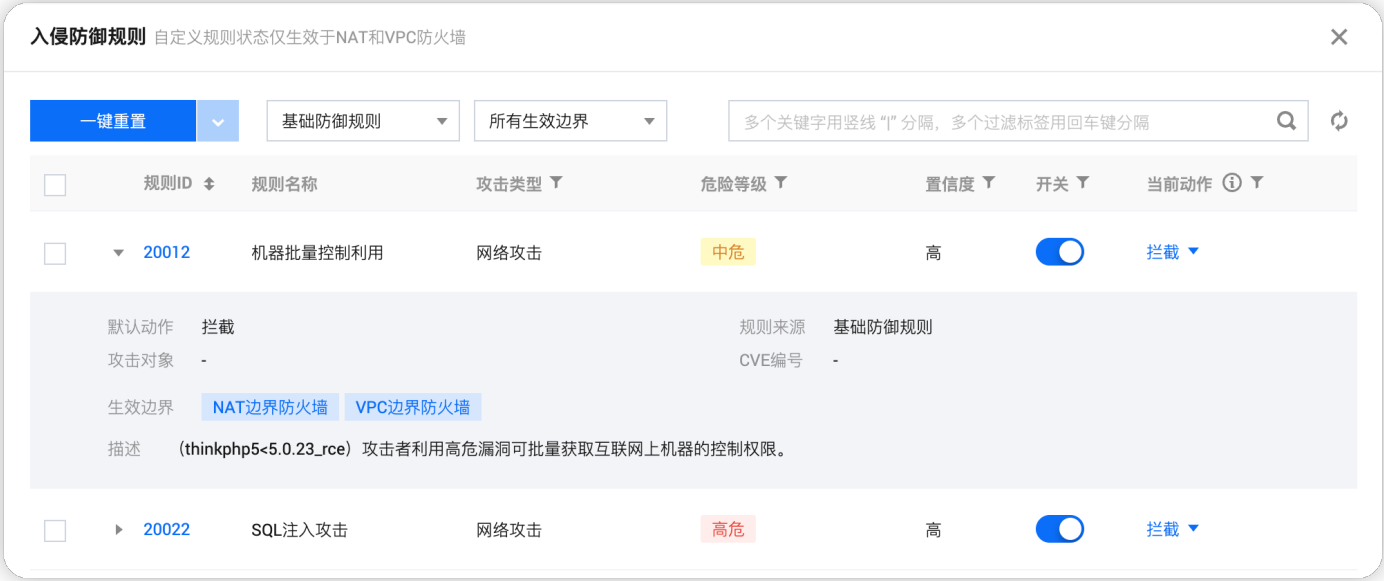 入侵防御规则 自定义规则状态仅生效于NAT和VPC防火墙
一键重置 基础防御规则 所有生效边界 多个关键字用竖线 “|” 分隔，多个过滤标签用回车键分隔
规则ID 规则名称 攻击类型 危险等级 置信度 开关 当前动作
20012 机器批量控制利用 网络攻击 中危 高 拦截
默认动作 拦截 规则来源 基础防御规则
攻击对象 - CVE编号 -
生效边界 NAT边界防火墙 VPC边界防火墙
描述 （thinkphp5<5.0.23_rce）攻击者利用高危漏洞可批量获取互联网上机器的控制权限。
20022 SQL注入攻击 网络攻击 高危 高 拦截